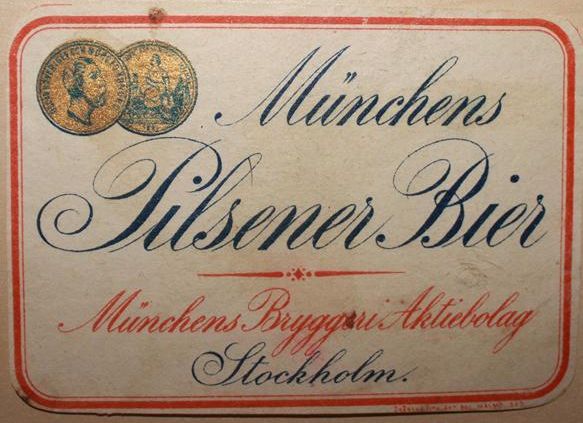 Münchens
Pilsener Bier
Münchens Bryggeri Aktiebolag
Stockholm.